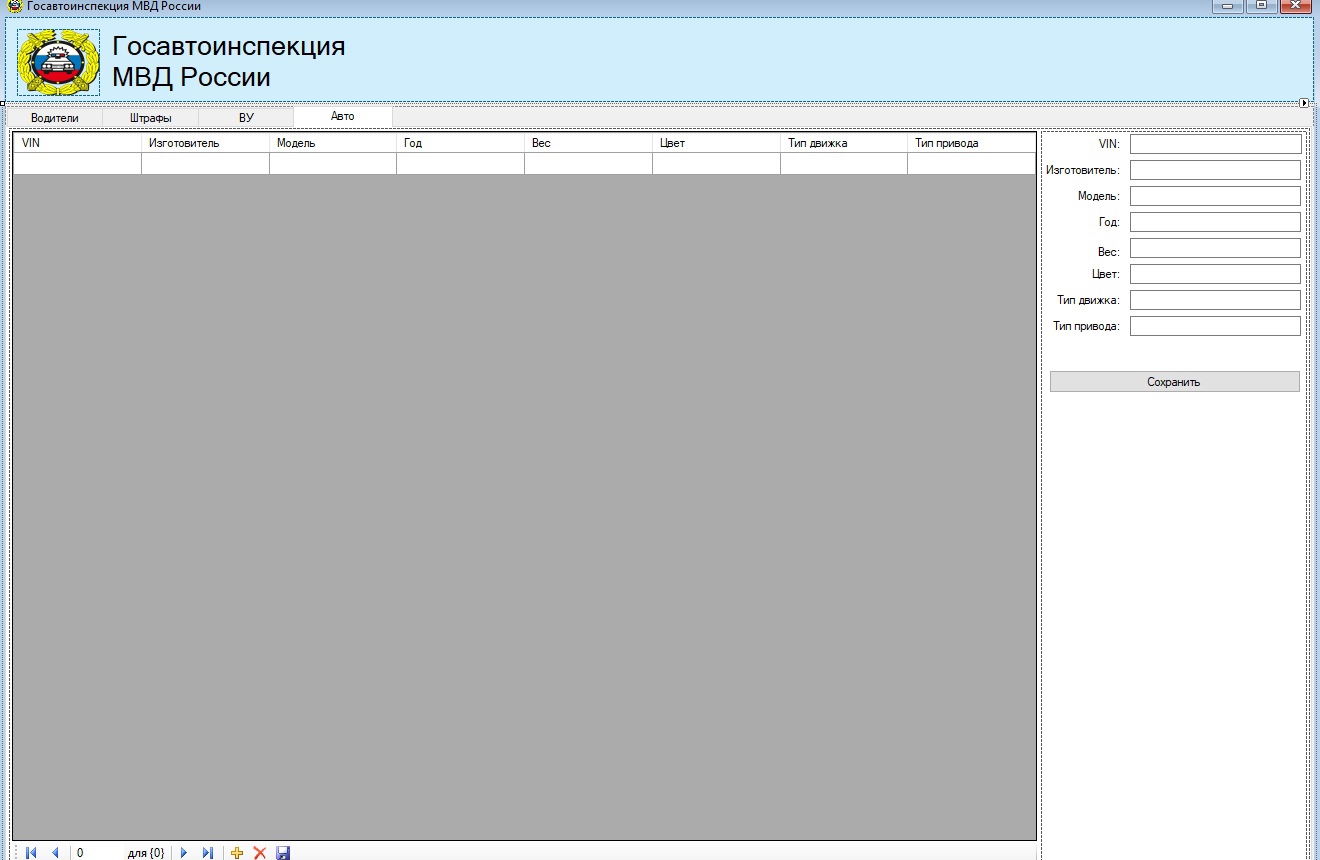 Госавтоинспекция МВД России
Госавтоинспекция
МВД России
Водители Штрафы ВУ Авто
VIN Изготовитель Модель Год Вес Цвет Тип движка Тип привода
VIN:
Изготовитель:
Модель:
Год:
Вес:
Цвет:
Тип движка:
Тип привода:
Сохранить
0 для {0}